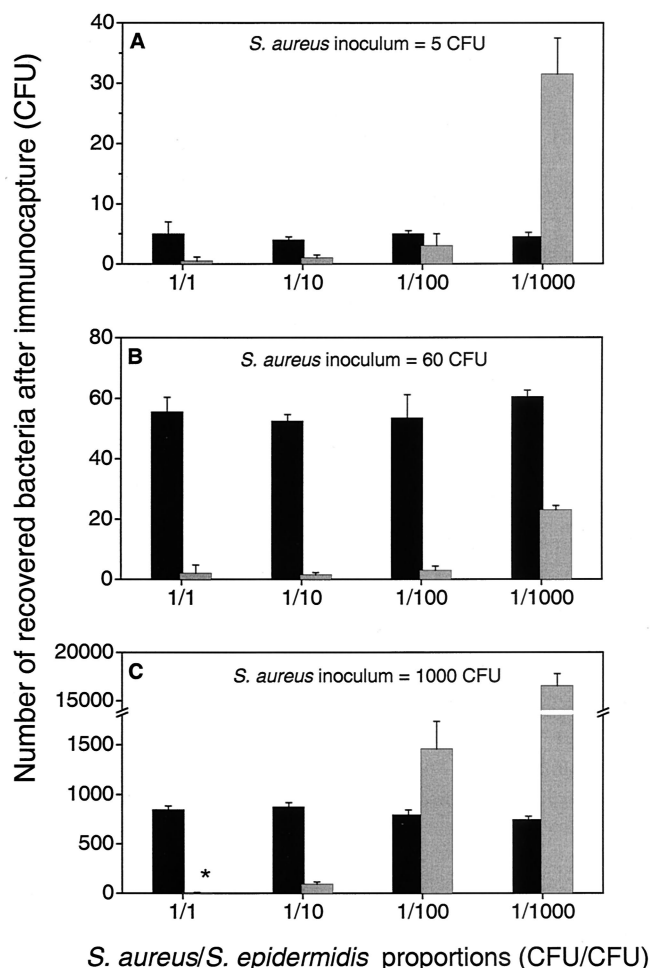 Number of recovered bacteria after immunocapture (CFU)
A
S. aureus inoculum = 5 CFU
40
30
20
10
0
1/1 1/10 1/100 1/1000
B
S. aureus inoculum = 60 CFU
80
60
40
20
0
1/1 1/10 1/100 1/1000
C
S. aureus inoculum = 1000 CFU
20000
15000
1500
1000
500
0
*
1/1 1/10 1/100 1/1000
S. aureus/S. epidermidis proportions (CFU/CFU)